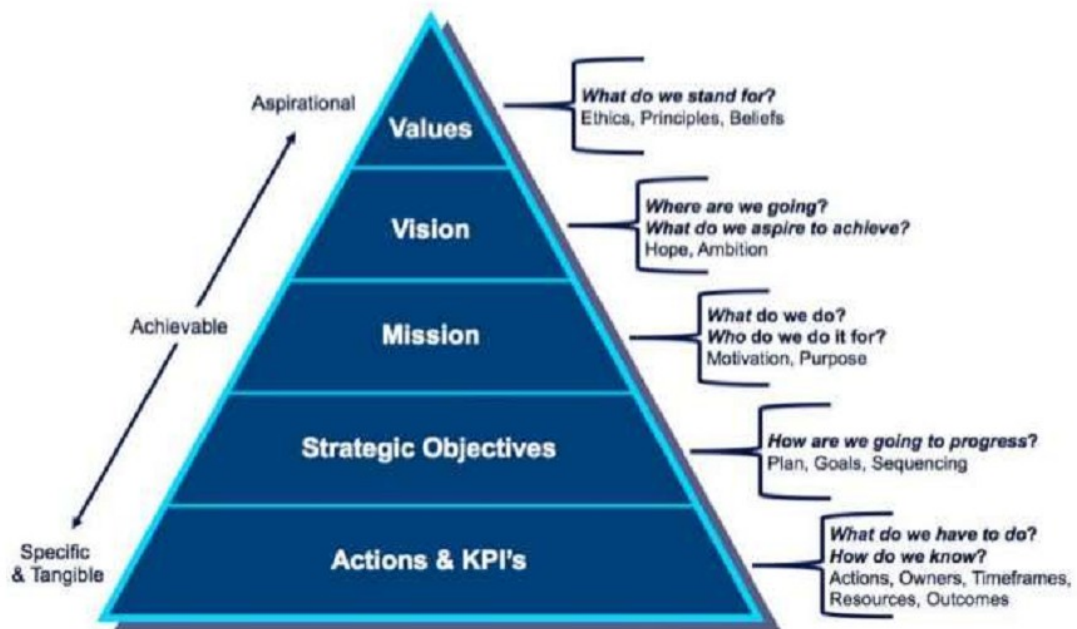 Aspirational
Values
What do we stand for?
Ethics, Principles, Beliefs
Vision
Where are we going?
What do we aspire to achieve?
Hope, Ambition
Achievable
Mission
What do we do?
Who do we do it for?
Motivation, Purpose
Strategic Objectives
How are we going to progress?
Plan, Goals, Sequencing
Specific
& Tangible
Actions & KPI's
What do we have to do?
How do we know?
Actions, Owners, Timeframes,
Resources, Outcomes